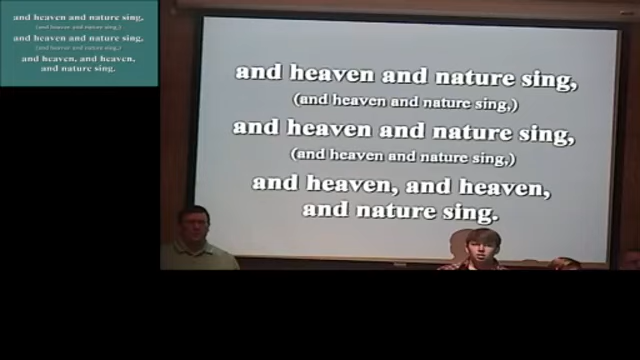 and heaven and nature sing,
(and heaven and nature sing,)
and heaven and nature sing,
(and heaven and nature sing,)
and heaven, and heaven,
and nature sing.
and heaven and nature sing,
(and heaven and nature sing,)
and heaven and nature sing,
(and heaven and nature sing,)
and heaven, and heaven,
and nature sing.